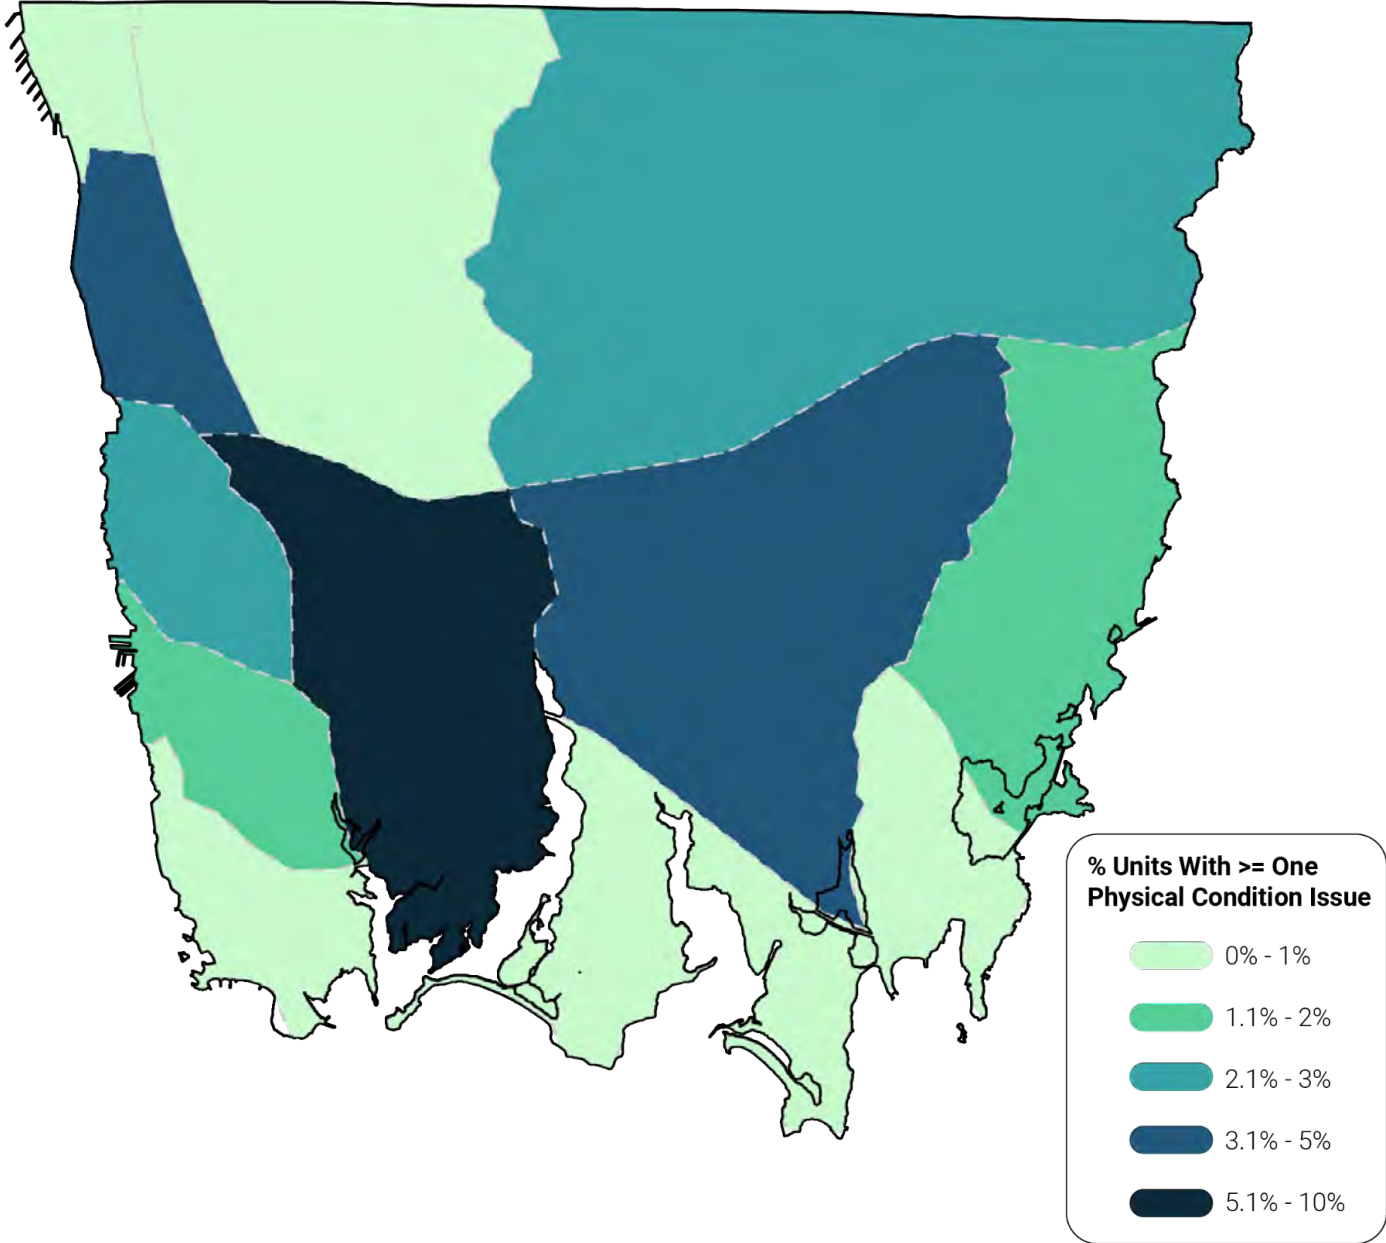 % Units With >= One
Physical Condition Issue
0% - 1%
1.1% - 2%
2.1% - 3%
3.1% - 5%
5.1% - 10%